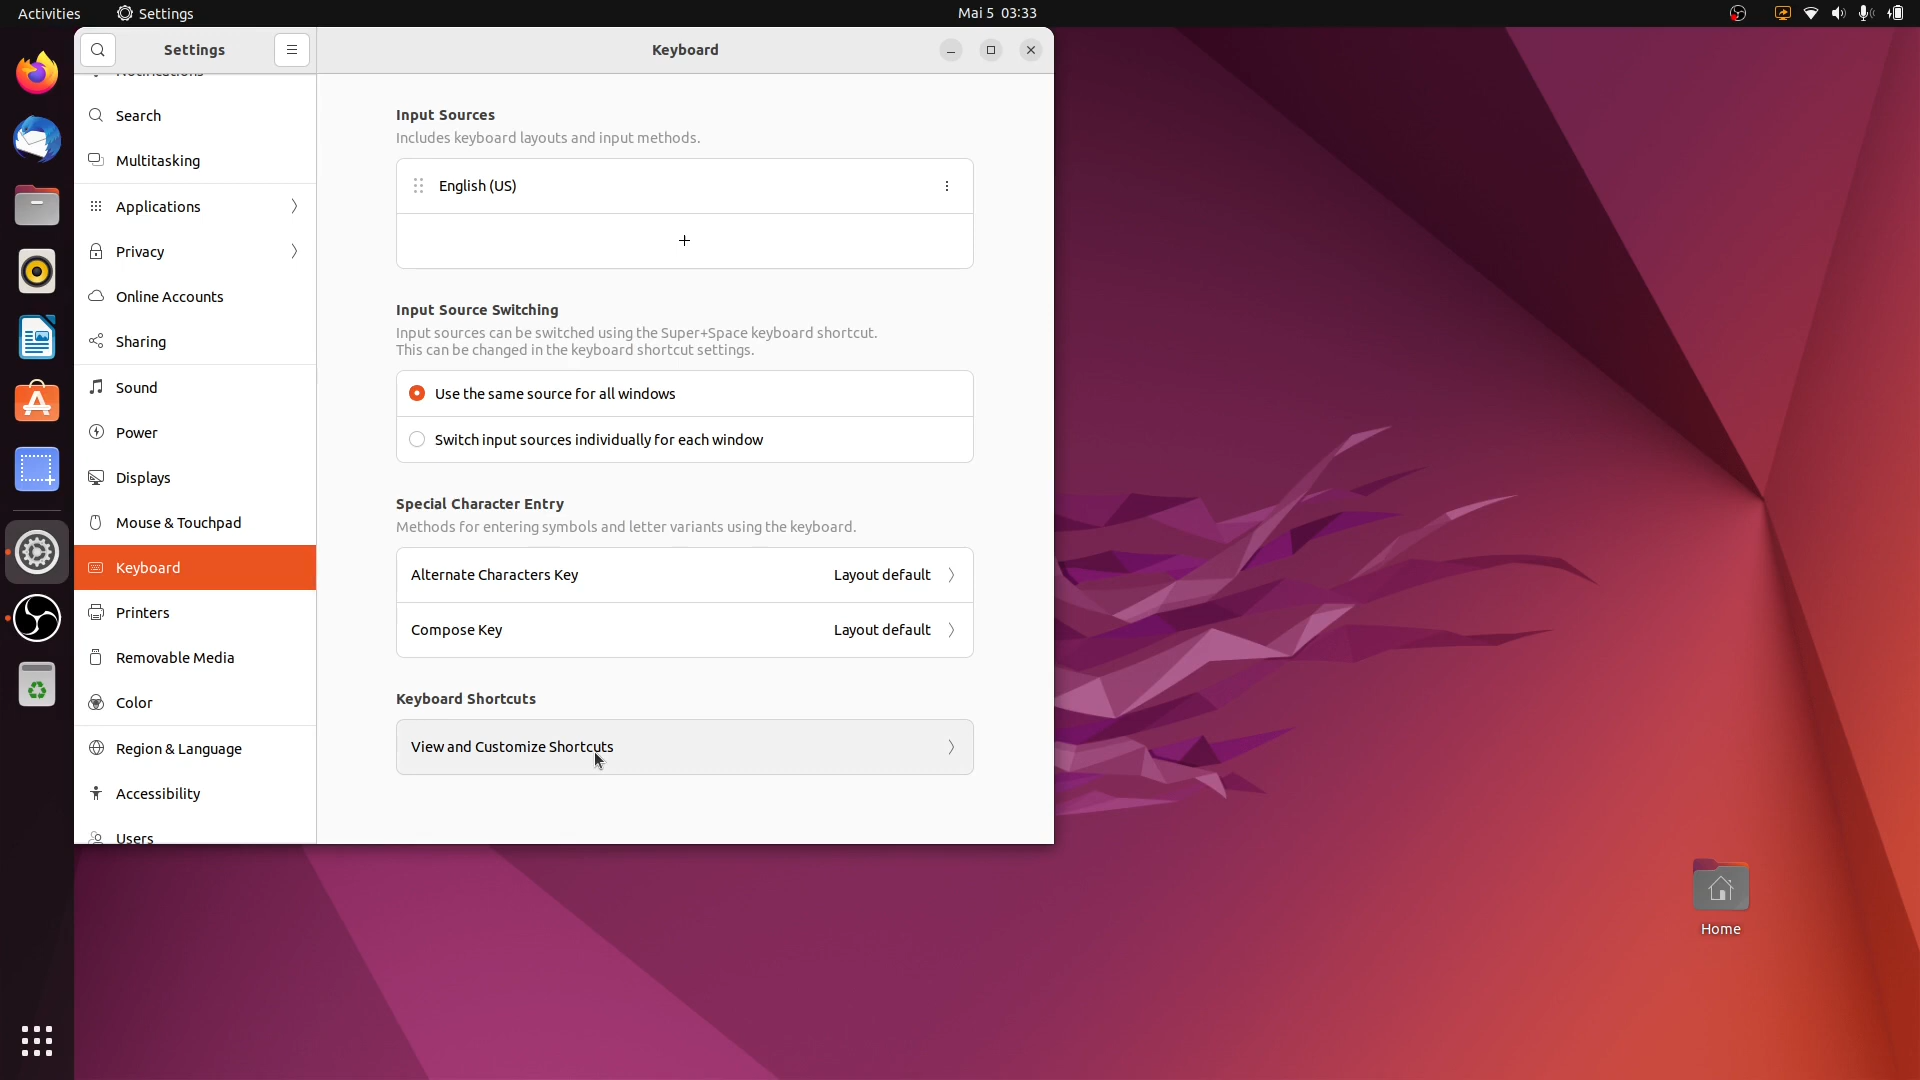 Activities
Settings
Mai 5 03:33
Settings
Keyboard
Notifications
Search
Multitasking
Applications
Privacy
Online Accounts
Sharing
Sound
Power
Displays
Mouse & Touchpad
Keyboard
Printers
Removable Media
Color
Region & Language
Accessibility
Users
Input Sources
Includes keyboard layouts and input methods.
English (US)
Input Source Switching
Input sources can be switched using the Super+Space keyboard shortcut.
This can be changed in the keyboard shortcut settings.
Use the same source for all windows
Switch input sources individually for each window
Special Character Entry
Methods for entering symbols and letter variants using the keyboard.
Alternate Characters Key Layout default
Compose Key Layout default
Keyboard Shortcuts
View and Customize Shortcuts
Home